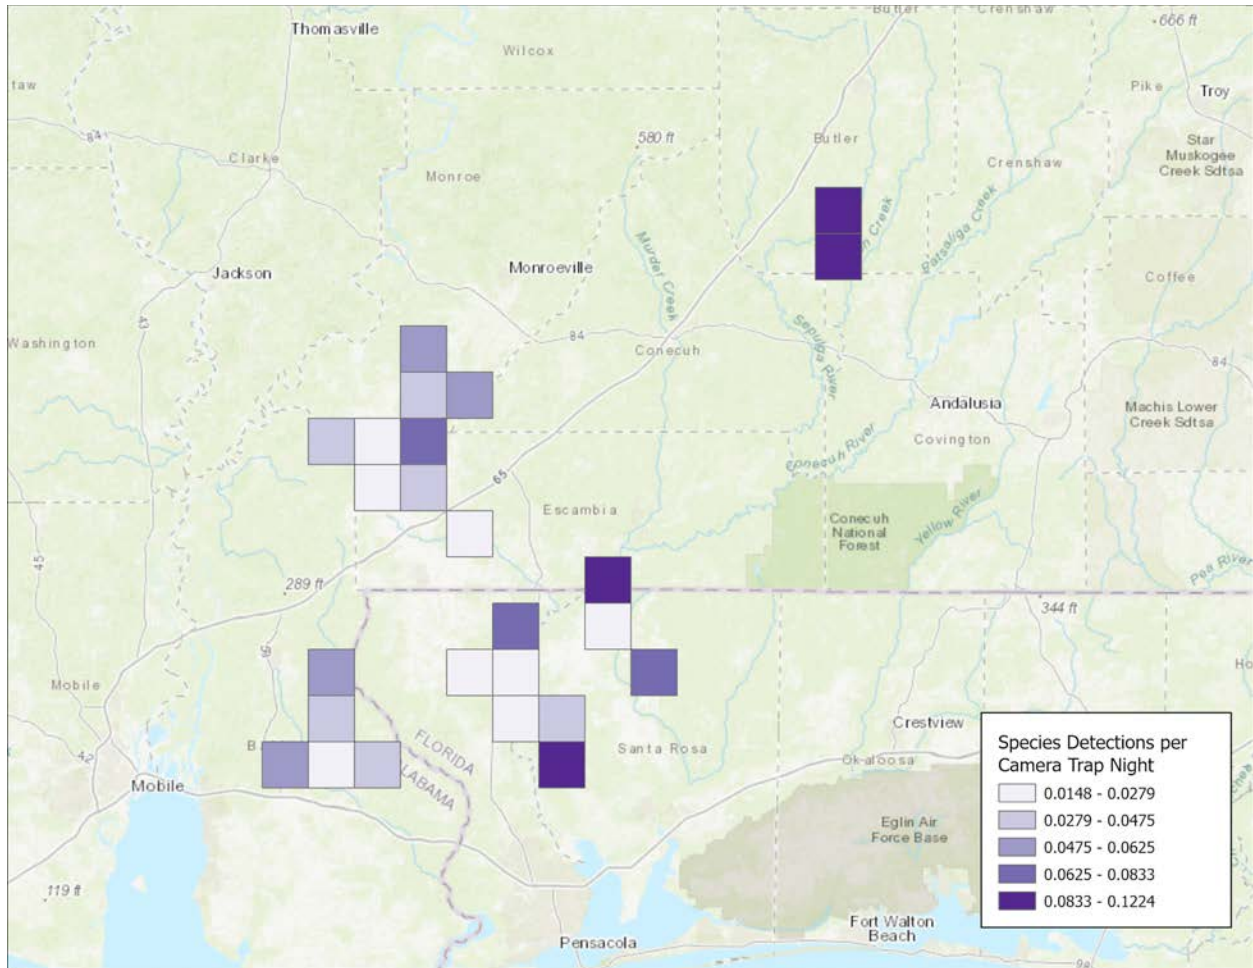 Butler
Crenshaw
Thomasville
666 ft
Wilcox
taw
Pike
Troy
84
580 ft
Butler
Star
Muskogee
Creek Sdtsa
Clarke
Crenshaw
Monroe
Patsaliga Creek
Creek
Murder Creek
Jackson
Monroeville
Coffee
43
Sepulga River
Washington
84
Conecuh
84
Andalusia
Machis Lower
Creek Sdtsa
Covington
Conecuh River
65
Escambia
Conecuh
National
Forest
Yellow River
45
Pea River
289 ft
344 ft
59
Ho
Mobile
FLORIDA
ALABAMA
Crestview
B
Santa Rosa
Okaloosa
Mobile
Species Detections per
Camera Trap Night
0.0148 - 0.0279
0.0279 - 0.0475
0.0475 - 0.0625
0.0625 - 0.0833
0.0833 - 0.1224
Eglin Air
Force Base
119 ft
Fort Walton
Beach
Pensacola
98